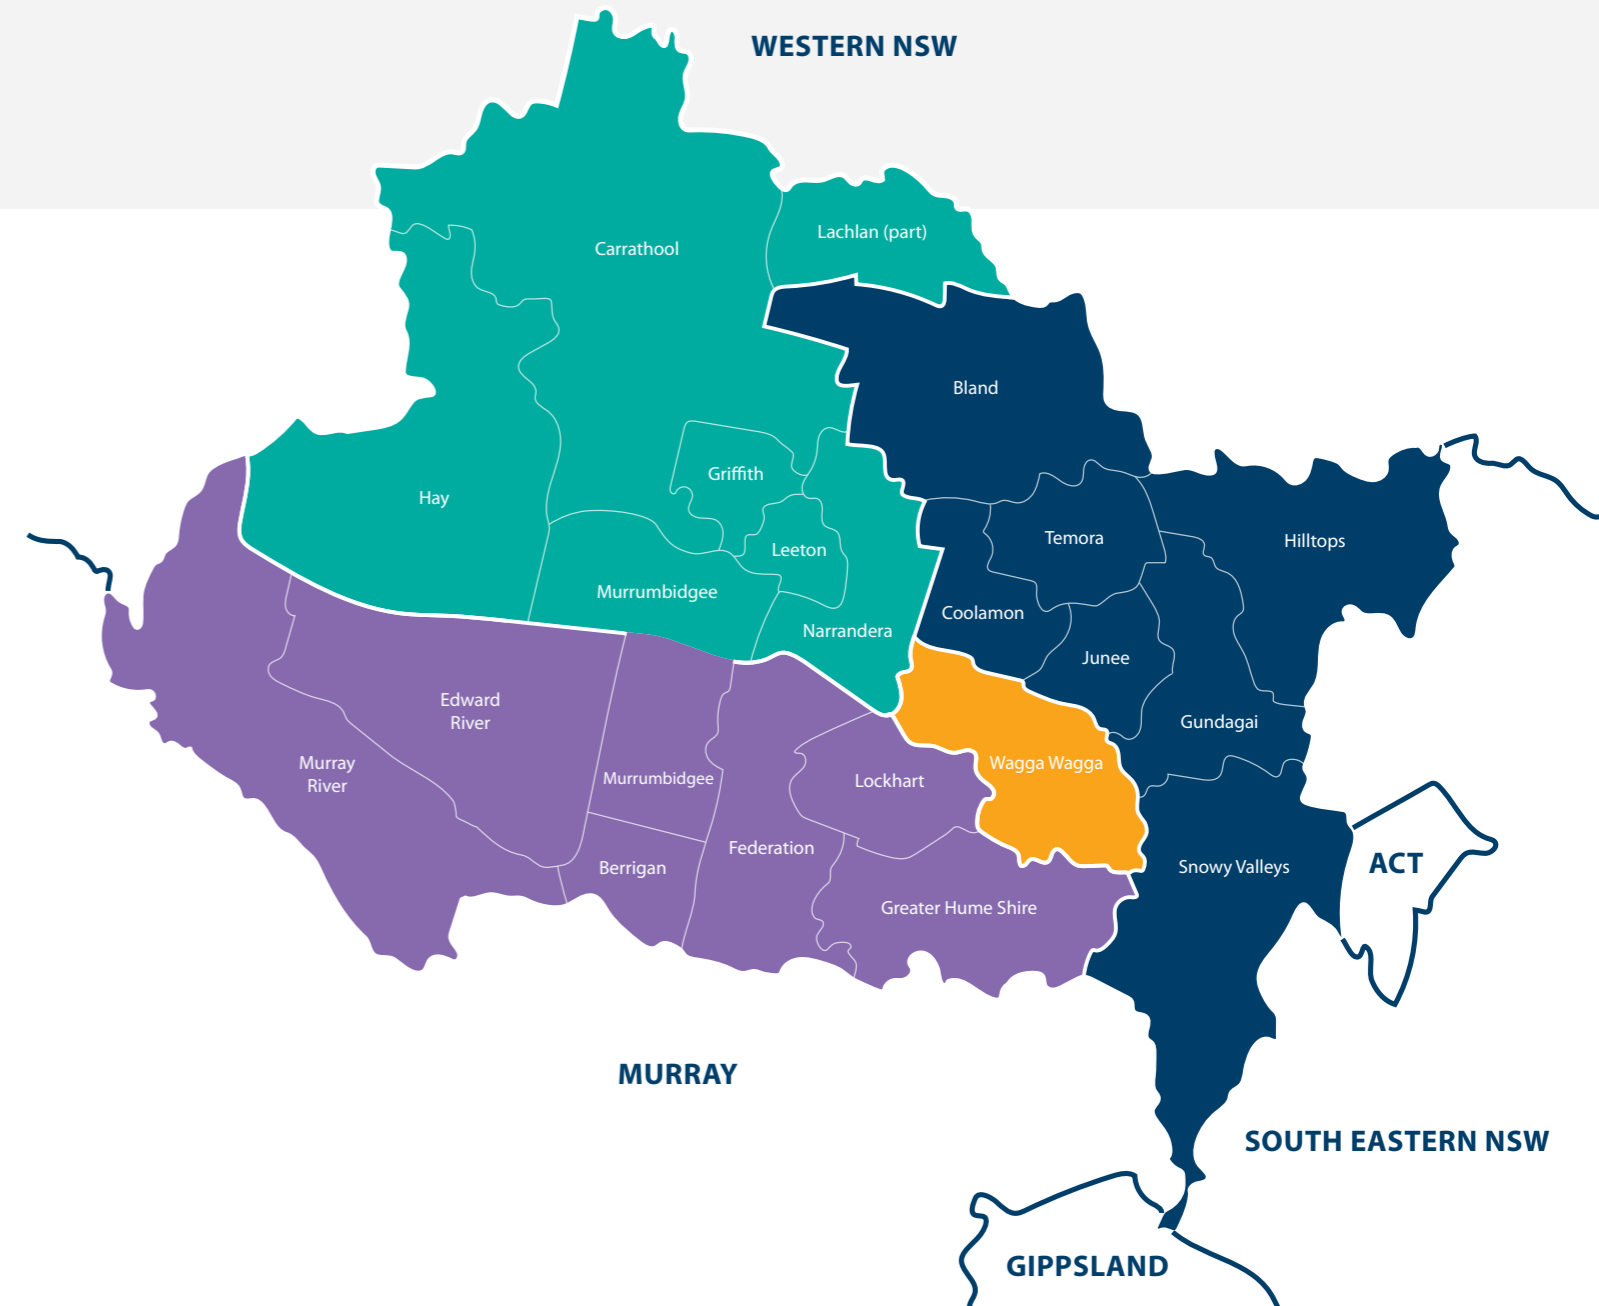 WESTERN NSW
Lachlan (part)
Carrathool
Bland
Griffith
Hay
Temora
Hilltops
Leeton
Murrumbidgee
Coolamon
Narrandera
Junee
Edward
River
Gundagai
Murray
River
Wagga Wagga
Murrumbidgee
Lockhart
Federation
ACT
Berrigan
Snowy Valleys
Greater Hume Shire
MURRAY
SOUTH EASTERN NSW
GIPPSLAND